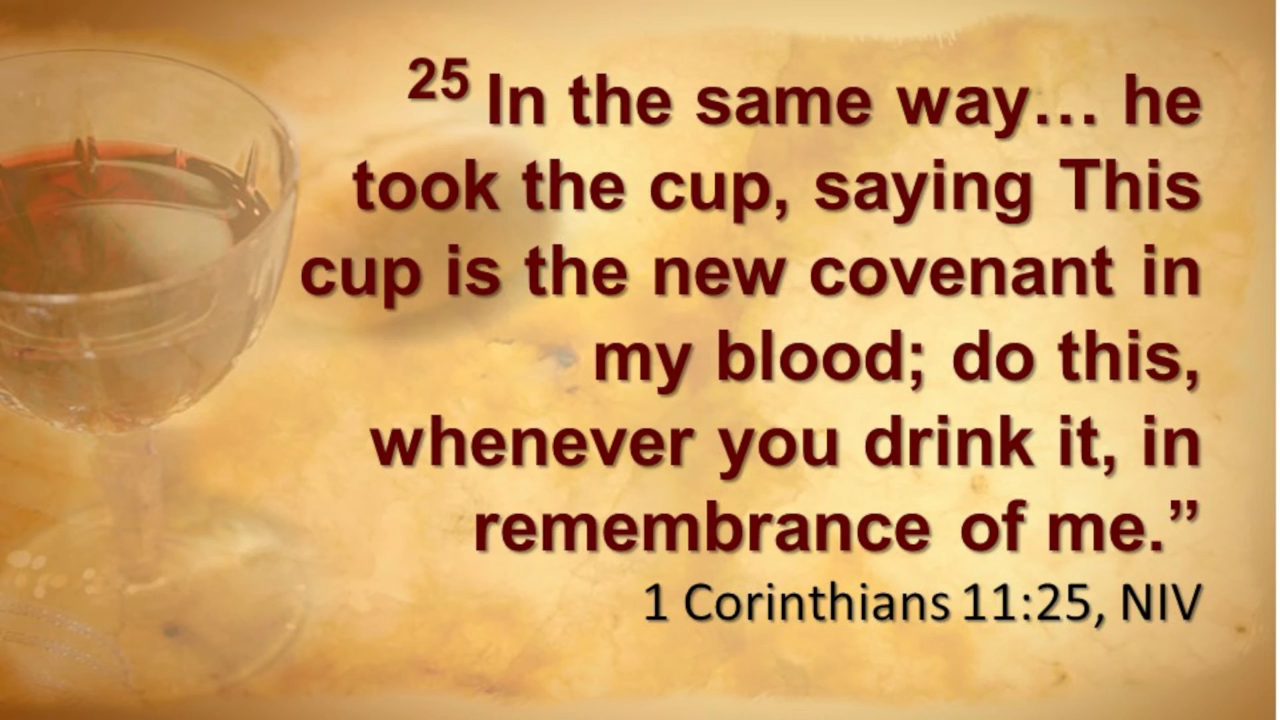 25 In the same way… he
took the cup, saying This
cup is the new covenant in
my blood; do this,
whenever you drink it, in
remembrance of me.”
1 Corinthians 11:25, NIV